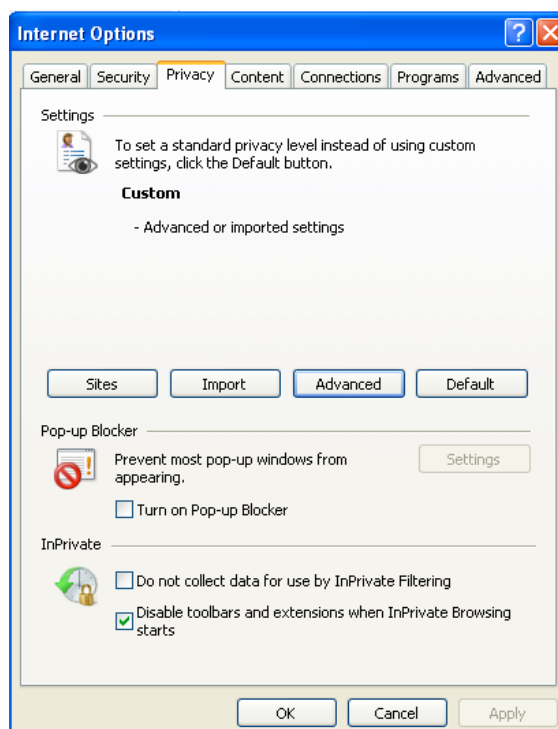 Internet Options
?
General Security Privacy Content Connections Programs Advanced
Settings
To set a standard privacy level instead of using custom
settings, click the Default button.
Custom
- Advanced or imported settings
Sites Import Advanced Default
Pop-up Blocker
Prevent most pop-up windows from
appearing.
Settings
Turn on Pop-up Blocker
InPrivate
Do not collect data for use by InPrivate Filtering
Disable toolbars and extensions when InPrivate Browsing
starts
OK Cancel Apply